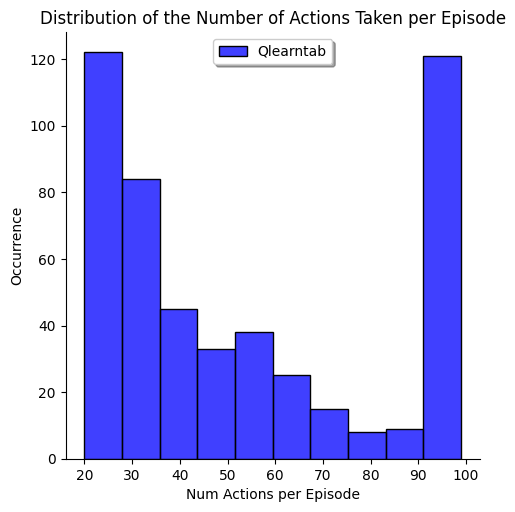 Distribution of the Number of Actions Taken per Episode
Qlearntab
120
100
80
60
40
20
0
Occurrence
20 30 40 50 60 70 80 90 100
Num Actions per Episode